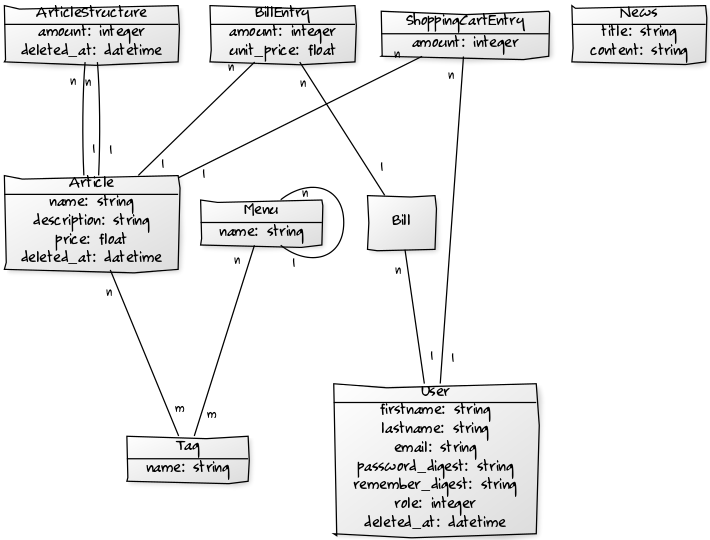 ArticleStructure
amount: integer
deleted_at: datetime
BillEntry
amount: integer
unit_price: float
ShoppingCartEntry
amount: integer
News
title: string
content: string
n
n
n
n
n
n
1
1
1
1
1
Article
name: string
description: string
price: float
deleted_at: datetime
Menu
name: string
n
1
Bill
n
n
n
1
1
m
m
User
firstname: string
lastname: string
email: string
password_digest: string
remember_digest: string
role: integer
deleted_at: datetime
Tag
name: string